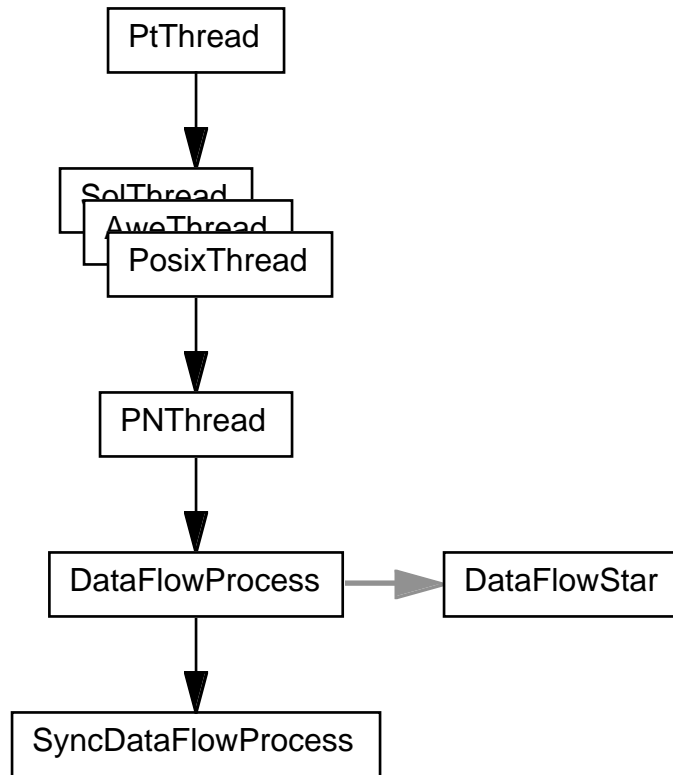 PtThread
SolThread
AweThread
PosixThread
PNThread
DataFlowProcess
DataFlowStar
SyncDataFlowProcess